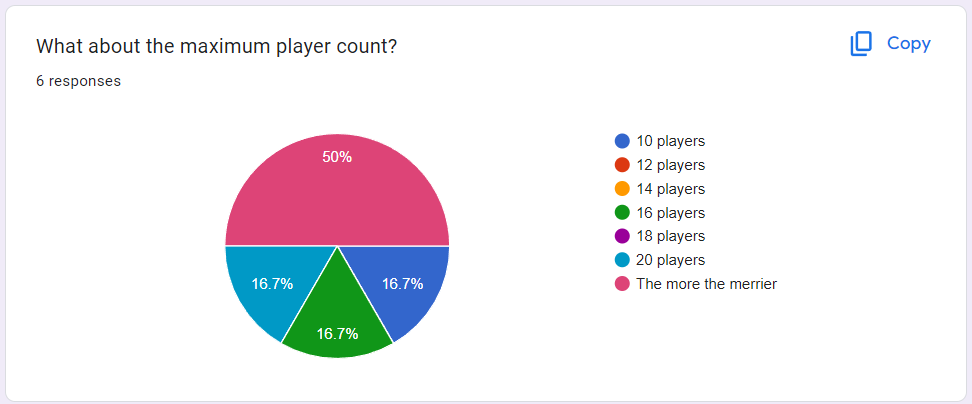 What about the maximum player count?
Copy
6 responses
50%
16.7%
16.7%
16.7%
10 players
12 players
14 players
16 players
18 players
20 players
The more the merrier